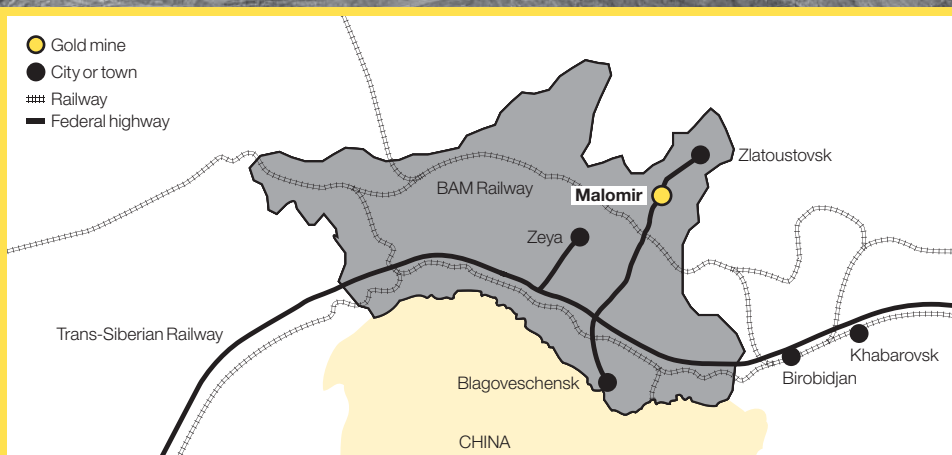 Gold mine
City or town
Railway
Federal highway
Zlatoustovsk
BAM Railway
Malomir
Zeya
Trans-Siberian Railway
Khabarovsk
Birobidjan
Blagoveschensk
CHINA